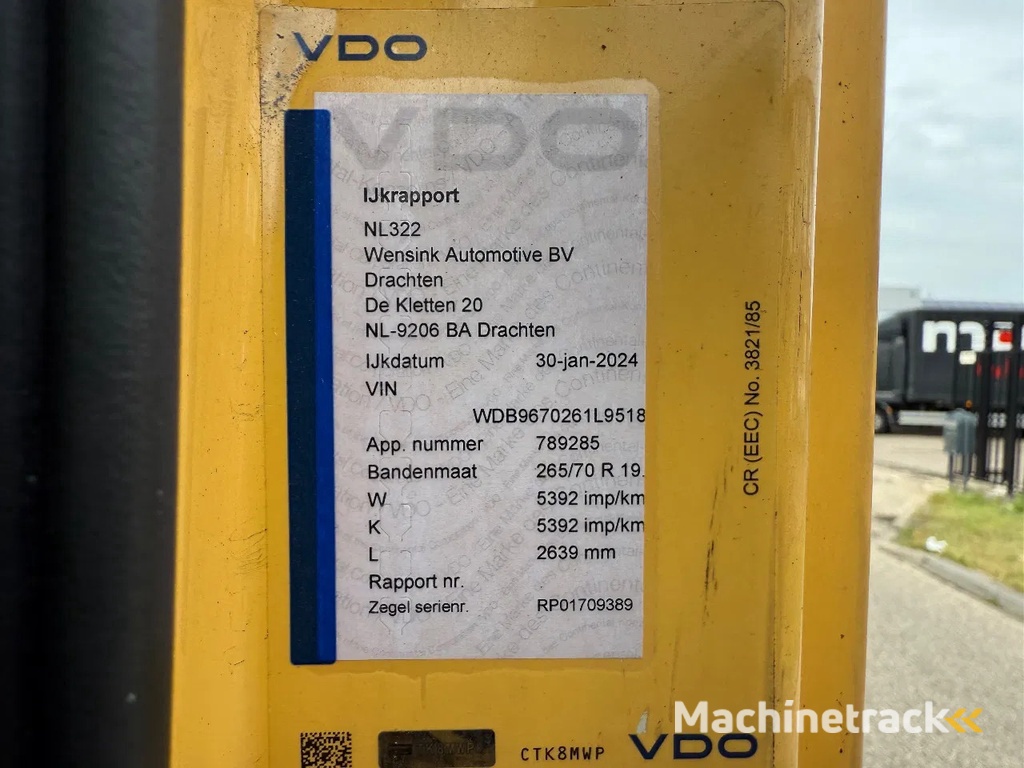 VDO
VDO
IJkrapport
NL322
Wensink Automotive BV
Drachten
De Kletten 20
NL-9206 BA Drachten
IJkdatum 30-jan-2024
VIN
WDB9670261L9518
App. nummer 789285
Bandenmaat 265/70 R 19.
W 5392 imp/km
K 5392 imp/km
L 2639 mm
Rapport nr.
Zegel serienr. RP01709389
CR (EEC) No. 3821/85
CTK8MWP
VDO
Machinetrack